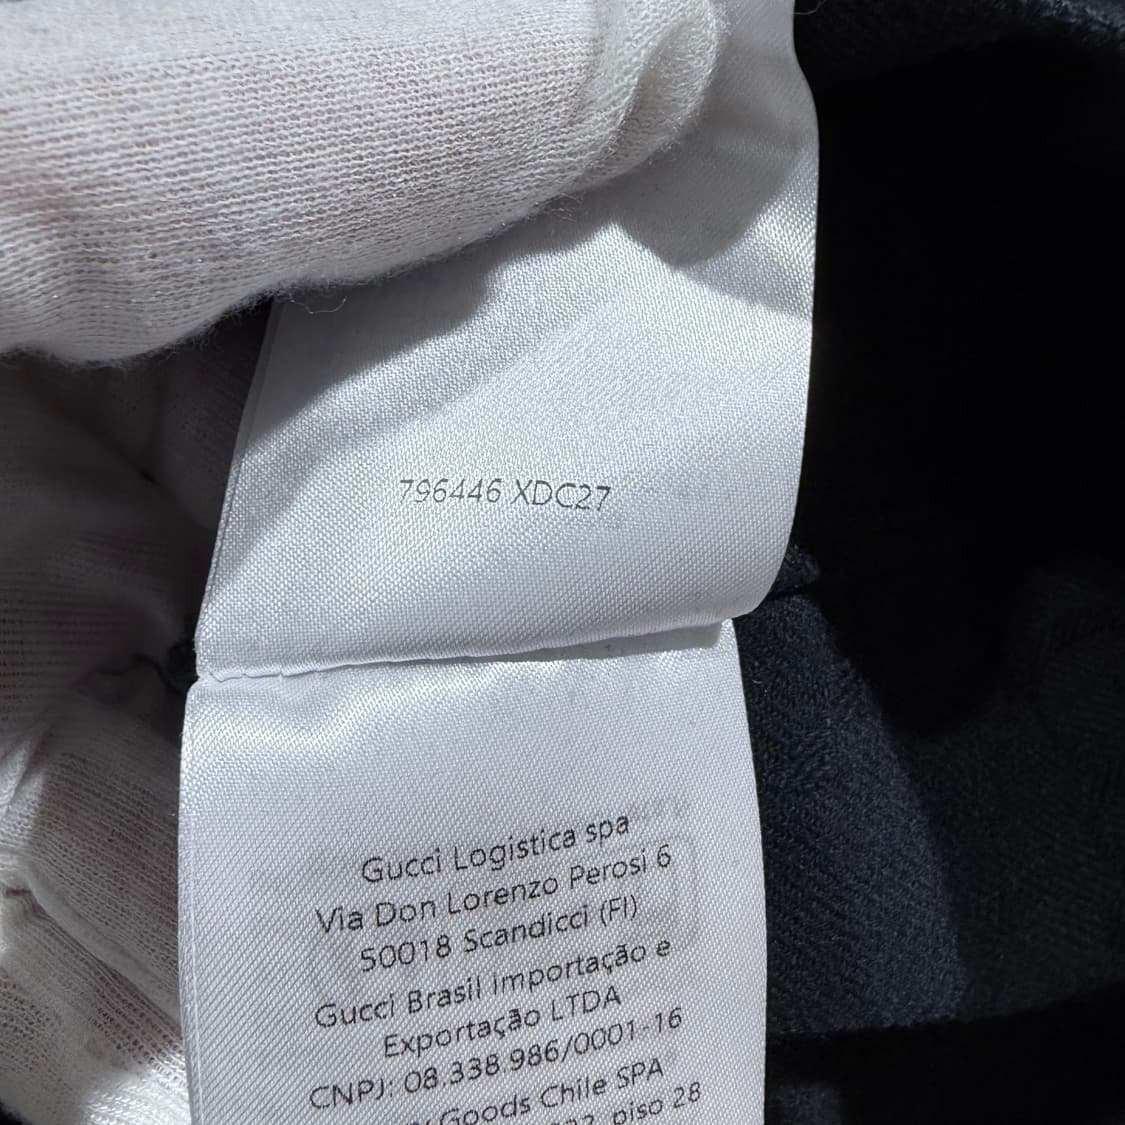 796446 XDC27
Gucci Logistica spa
Via Don Lorenzo Perosi 6
50018 Scandicci (FI)
Gucci Brasil Importação e
Exportação LTDA
CNPJ: 08.338.986/0001-16
Goods Chile SPA
piso 28